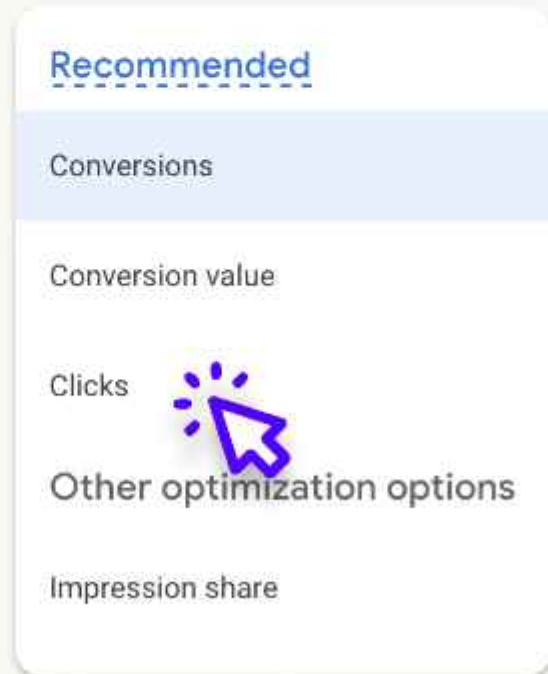 Recommended
Conversions
Conversion value
Clicks
Other optimization options
Impression share